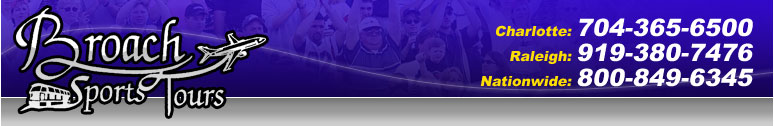 Broach
Sports Tours
Charlotte: 704-365-6500
Raleigh: 919-380-7476
Nationwide: 800-849-6345